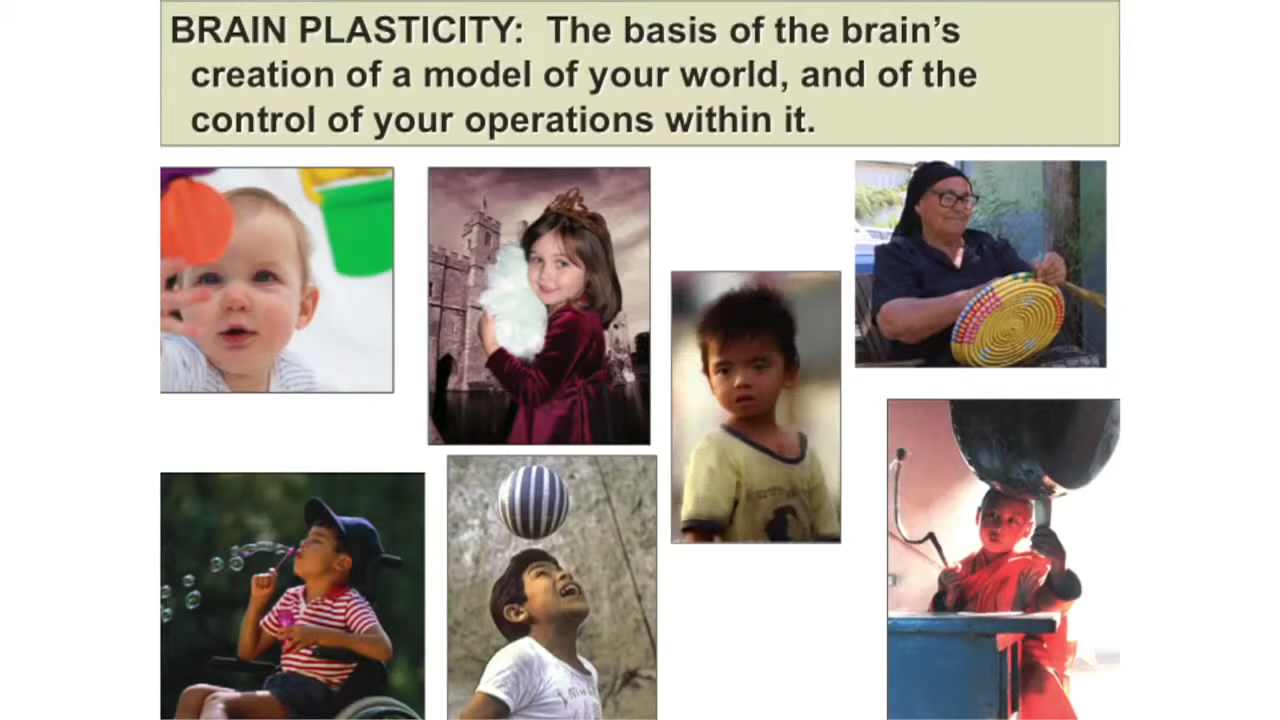 BRAIN PLASTICITY: The basis of the brain’s
creation of a model of your world, and of the
control of your operations within it.